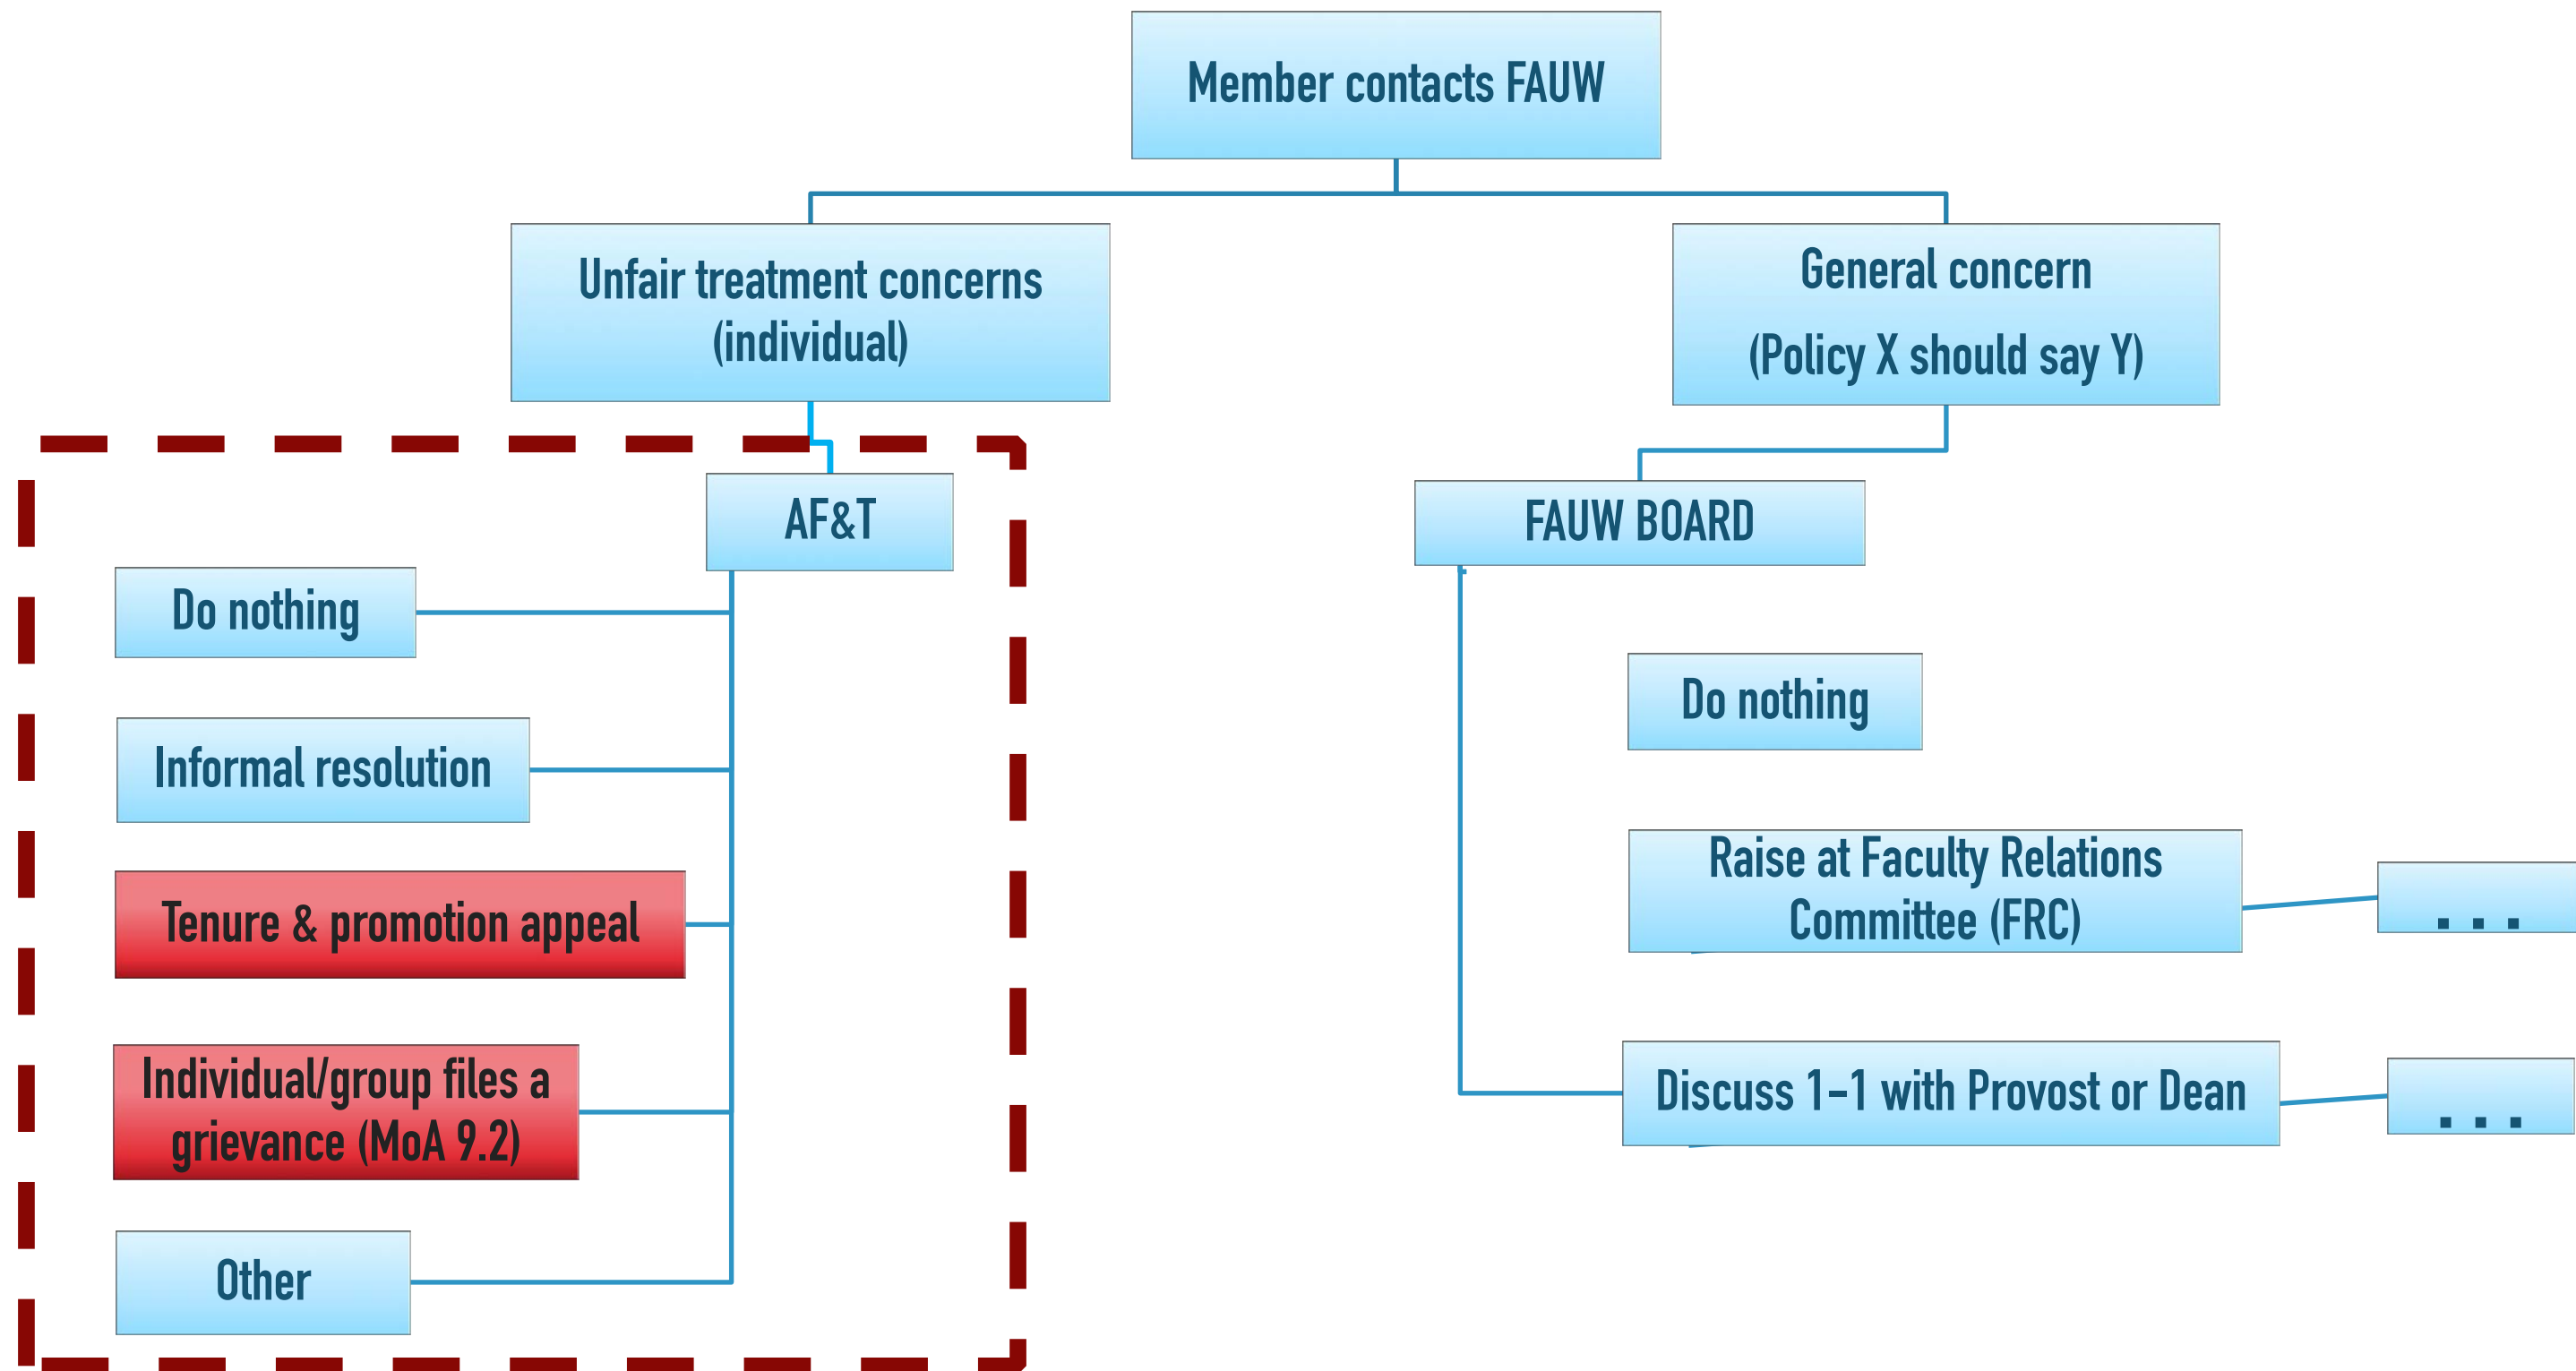 Member contacts FAUW
Unfair treatment concerns
(individual)
General concern
(Policy X should say Y)
AF&T
Do nothing
Informal resolution
Tenure & promotion appeal
Individual/group files a
grievance (MoA 9.2)
Other
FAUW BOARD
Do nothing
Raise at Faculty Relations
Committee (FRC)
...
Discuss 1-1 with Provost or Dean
...